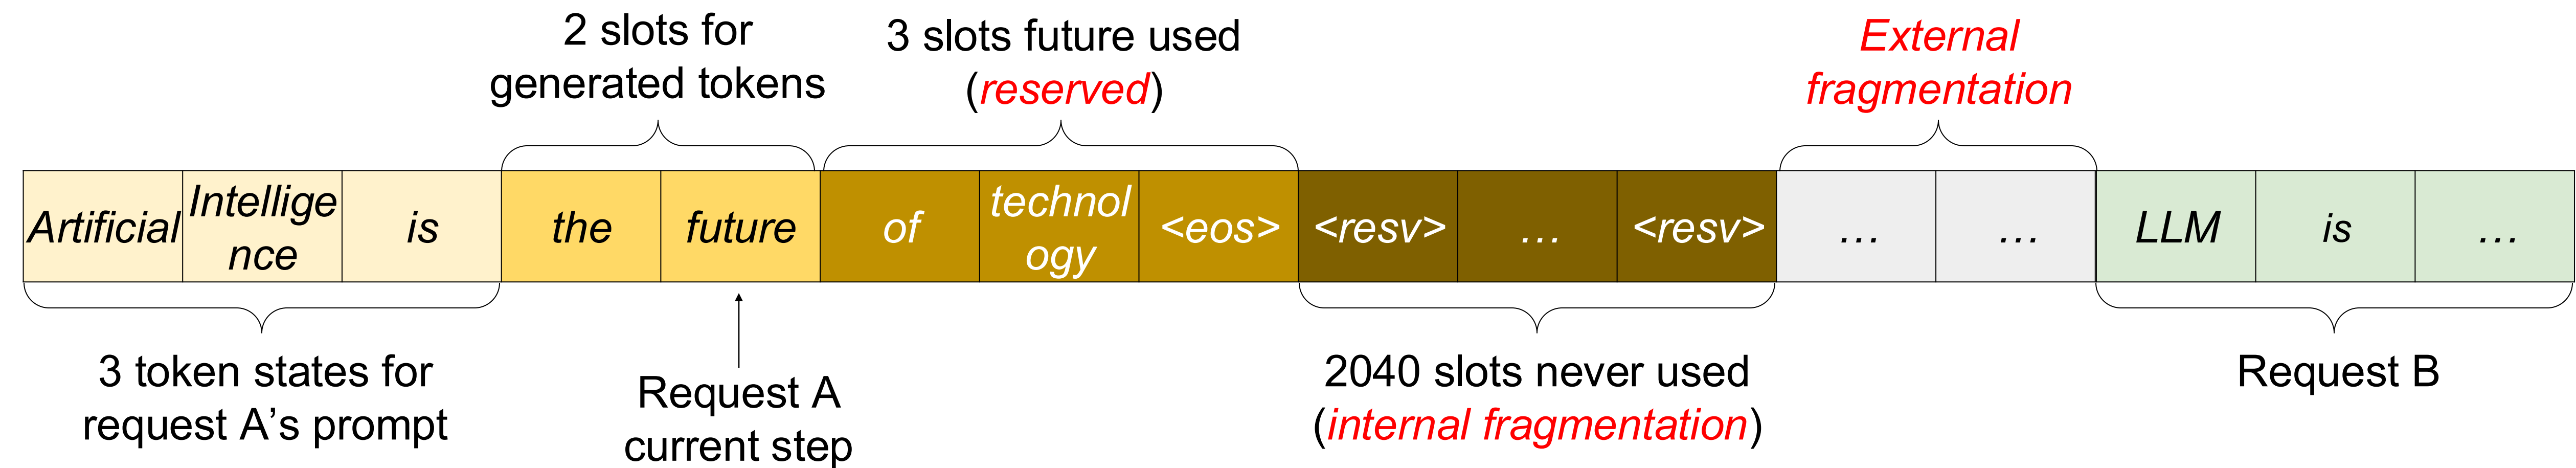 2 slots for
generated tokens
3 slots future used
(reserved)
External
fragmentation
Artificial
Intellige
nce
is
the
future
of
technol
ogy
<eos>
<resv>
…
<resv>
…
…
LLM
is
…
3 token states for
request A’s prompt
Request A
current step
2040 slots never used
(internal fragmentation)
Request B